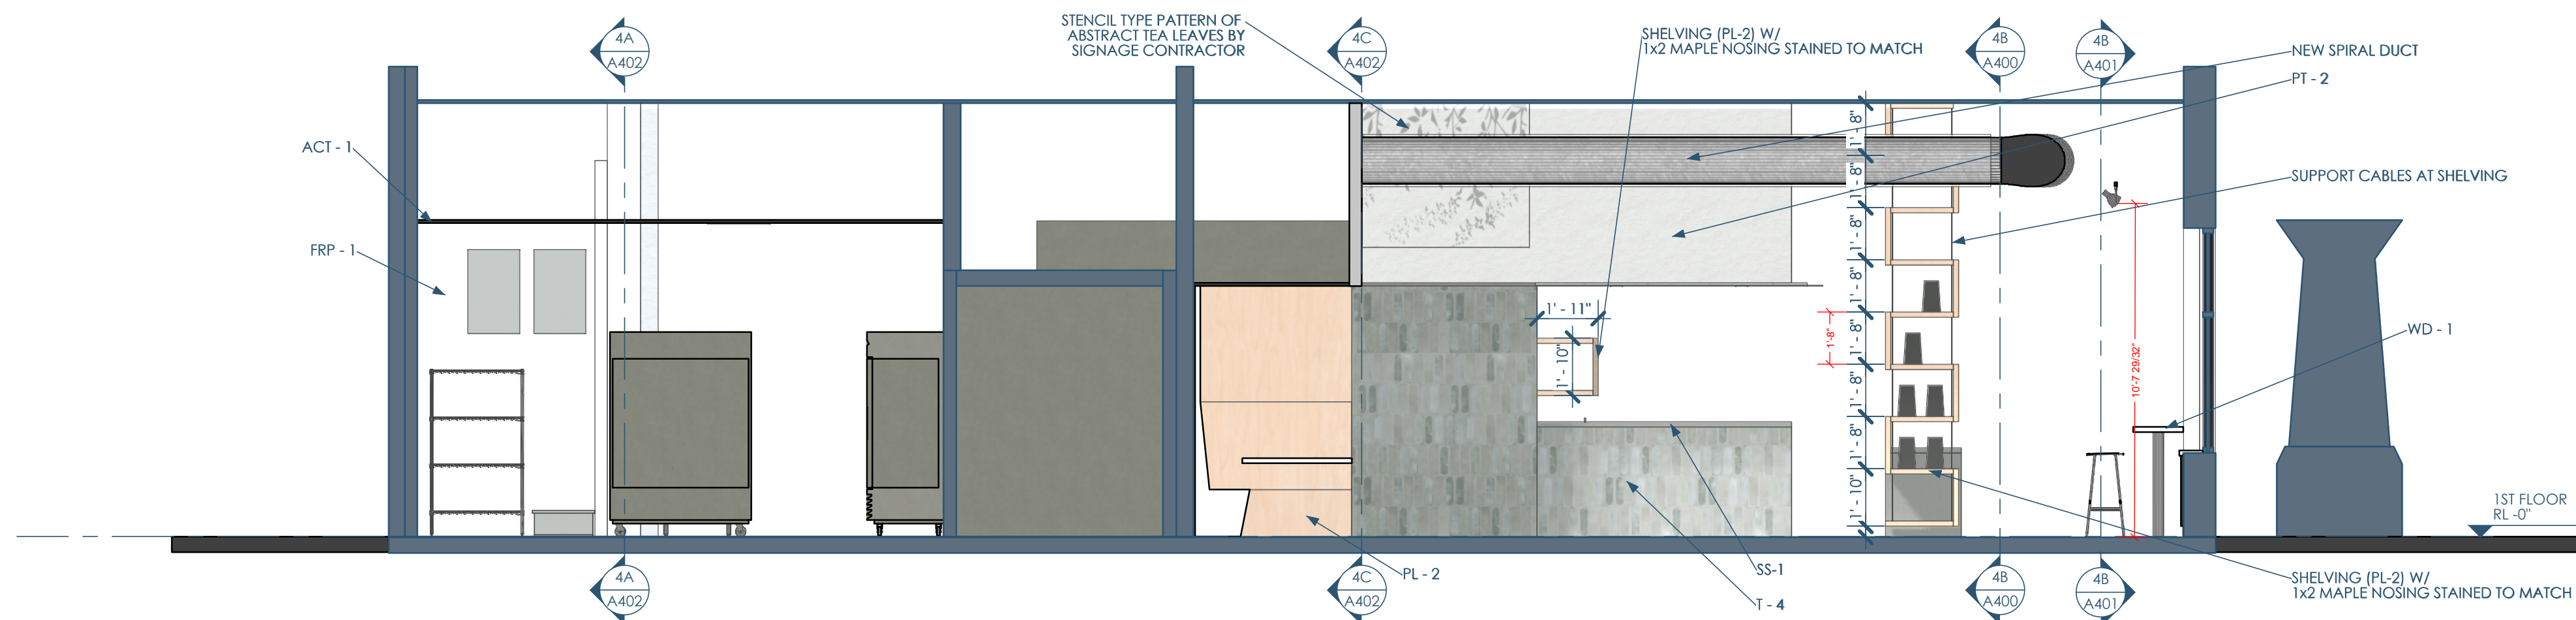 STENCIL TYPE PATTERN OF
ABSTRACT TEA LEAVES BY
SIGNAGE CONTRACTOR
SHELVING (PL-2) W/
1x2 MAPLE NOSING STAINED TO MATCH
4A
A402
4C
A402
4B
A400
4B
A401
NEW SPIRAL DUCT
PT - 2
ACT - 1
FRP - 1
SUPPORT CABLES AT SHELVING
WD - 1
1' - 8"
1' - 8"
1' - 8"
1' - 8"
1' - 8"
1' - 8"
1' - 8"
1' - 10"
1'-8"
1' - 11"
1' - 10"
10'-7 29/32"
1ST FLOOR
RL -0"
PL - 2
SS-1
T - 4
SHELVING (PL-2) W/
1x2 MAPLE NOSING STAINED TO MATCH
4A
A402
4C
A402
4B
A400
4B
A401